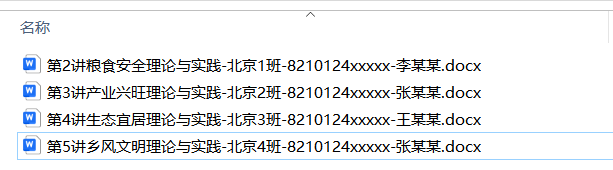 名称
第2讲粮食安全理论与实践-北京1班-8210124xxxxx-李某某.docx
第3讲产业兴旺理论与实践-北京2班-8210124xxxxx-张某某.docx
第4讲生态宜居理论与实践-北京3班-8210124xxxxx-王某某.docx
第5讲乡风文明理论与实践-北京4班-8210124xxxxx-张某某.docx